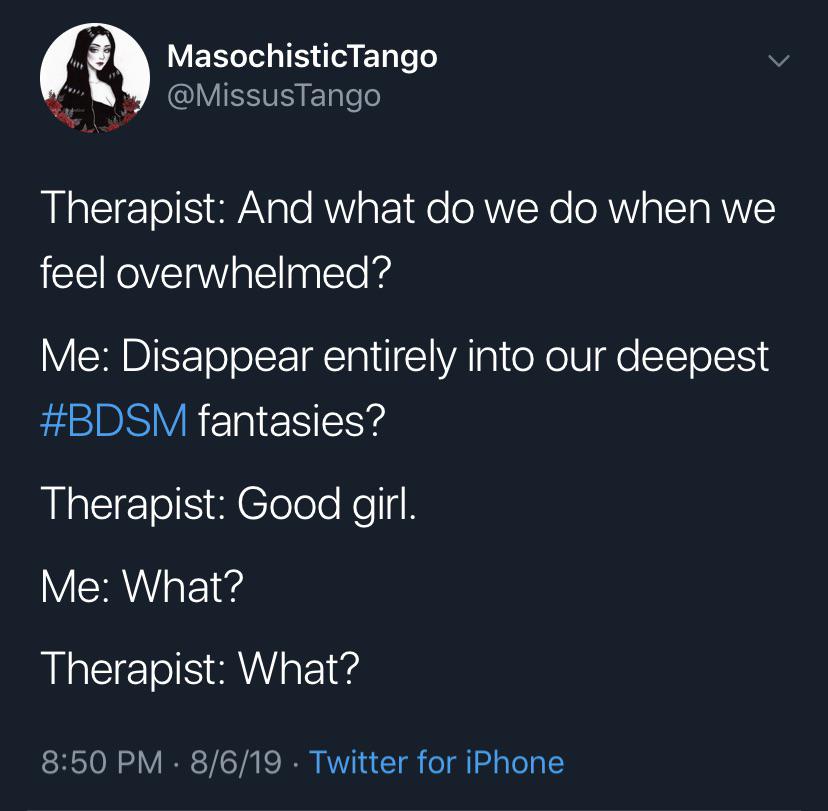 MasochisticTango
@MissusTango
Therapist: And what do we do when we
feel overwhelmed?
Me: Disappear entirely into our deepest
#BDSM fantasies?
Therapist: Good girl.
Me: What?
Therapist: What?
8:50 PM · 8/6/19 · Twitter for iPhone